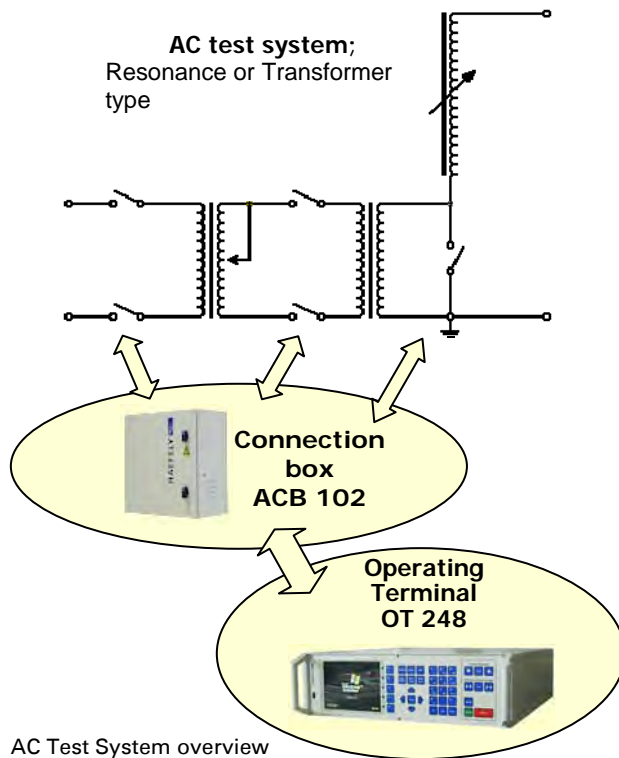 AC test system;
Resonance or Transformer
type
HAEFELY
Connection
box
ACB 102
Operating
Terminal
OT 248
AC Test System overview